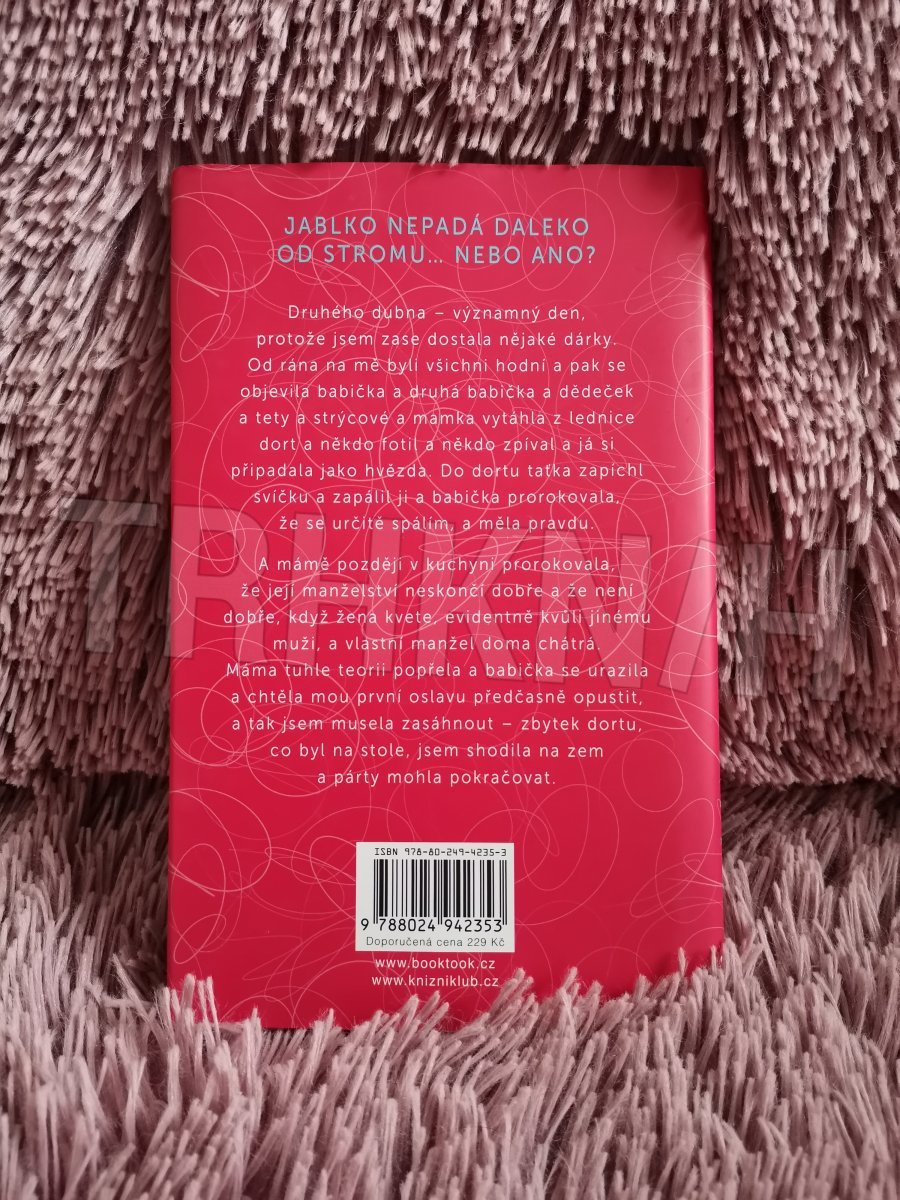 JABLKO NEPADÁ DALEKO
OD STROMU... NEBO ANO?
Druhého dubna – významný den,
protože jsem zase dostala nějaké dárky.
Od rána na mě byli všichni hodní a pak se
objevila babička a druhá babička a dědeček
a tety a strýcové a mámka vytáhla z lednice
dort a někdo fotil a někdo zpíval a já si
připadala jako hvězda. Do dortu taťka zapíchl
svíčku a zapálil ji a babička prorokovala,
že se určitě spálím, a měla pravdu.
A mámě později v kuchyni prorokovala,
že její manželství neskončí dobře a že není
dobře, když žena kvete, evidentně kvůli jinému
muži, a vlastní manžel doma chátrá.
Máma tuhle teorii popřela a babička se urazila
a chtěla mou první oslavu předčasně opustit,
a tak jsem musela zasáhnout – zbytek dortu,
co byl na stole, jsem shodila na zem
a párty mohla pokračovat.
TRHKNIH
ISBN 978-80-249-4235-3
9 788024 942353
Doporučená cena 229 Kč
www.booktook.cz
www.knizniklub.cz